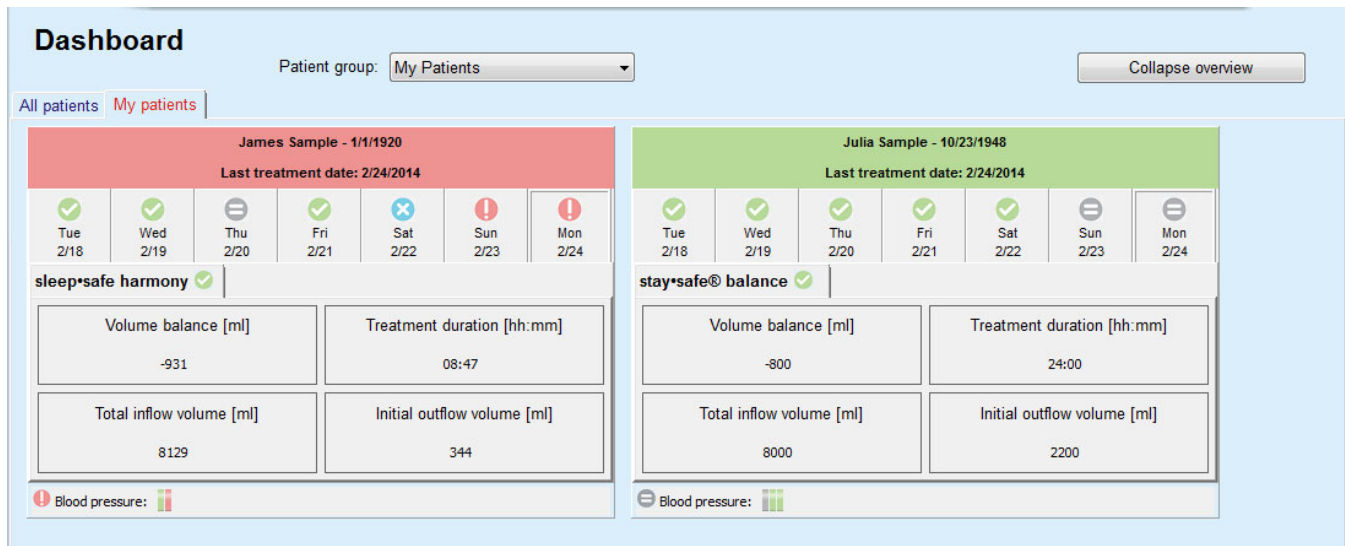 Dashboard
Patient group: My Patients
Collapse overview
All patients My patients
James Sample - 1/1/1920
Last treatment date: 2/24/2014
Tue Wed Thu Fri Sat Sun Mon
2/18 2/19 2/20 2/21 2/22 2/23 2/24
sleep•safe harmony
Volume balance [ml] Treatment duration [hh:mm]
-931 08:47
Total inflow volume [ml] Initial outflow volume [ml]
8129 344
Blood pressure:
Julia Sample - 10/23/1948
Last treatment date: 2/24/2014
Tue Wed Thu Fri Sat Sun Mon
2/18 2/19 2/20 2/21 2/22 2/23 2/24
stay•safe® balance
Volume balance [ml] Treatment duration [hh:mm]
-800 24:00
Total inflow volume [ml] Initial outflow volume [ml]
8000 2200
Blood pressure: